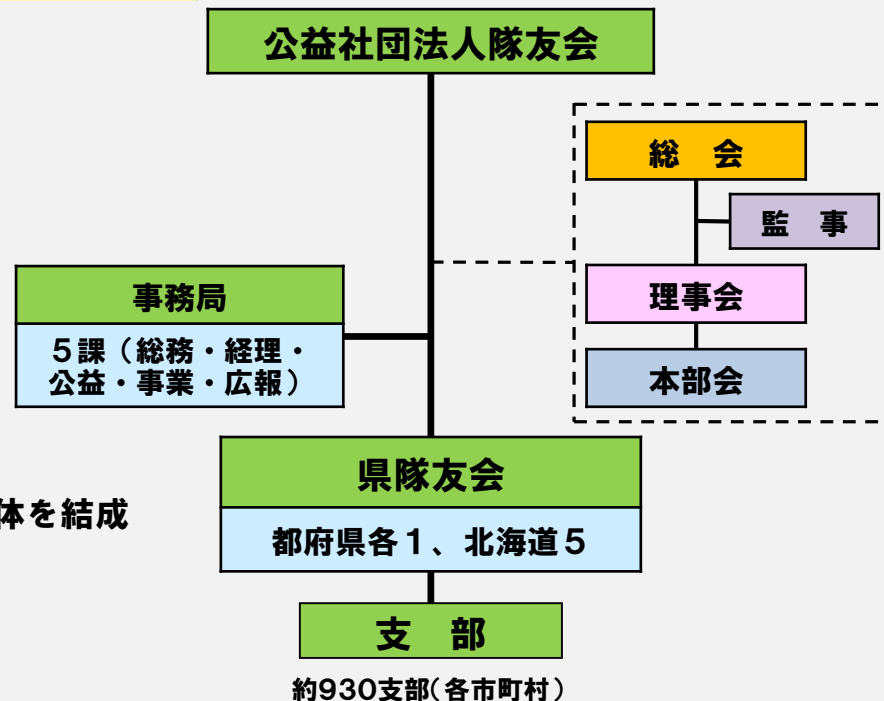 公益社団法人隊友会
総　会
監　事
理事会
本部会
事務局
５課（総務・経理・
公益・事業・広報）
県隊友会
都府県各１、北海道５
体を結成
支　部
約930支部（各市町村）